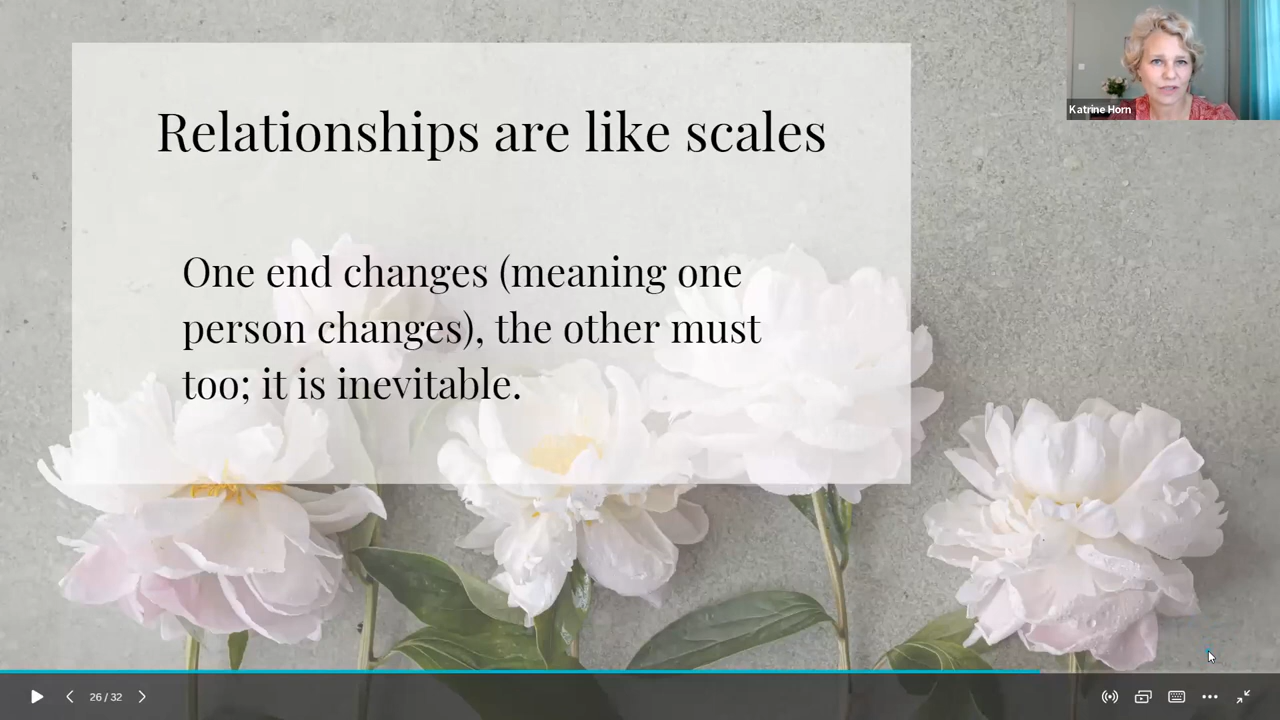 Relationships are like scales
One end changes (meaning one
person changes), the other must
too; it is inevitable.
Katrine Horn
26 / 32